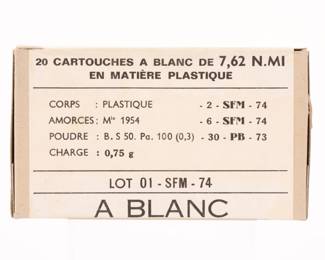 20 CARTOUCHES A BLANC DE 7,62 N.MI
EN MATIÈRE PLASTIQUE
CORPS : PLASTIQUE - 2 - SFM - 74
AMORCES : Mle 1954 - 6 - SFM - 74
POUDRE : B. S 50. Pa. 100 (0,3) - 30 - PB - 73
CHARGE : 0,75 g
LOT 01 - SFM - 74
A BLANC